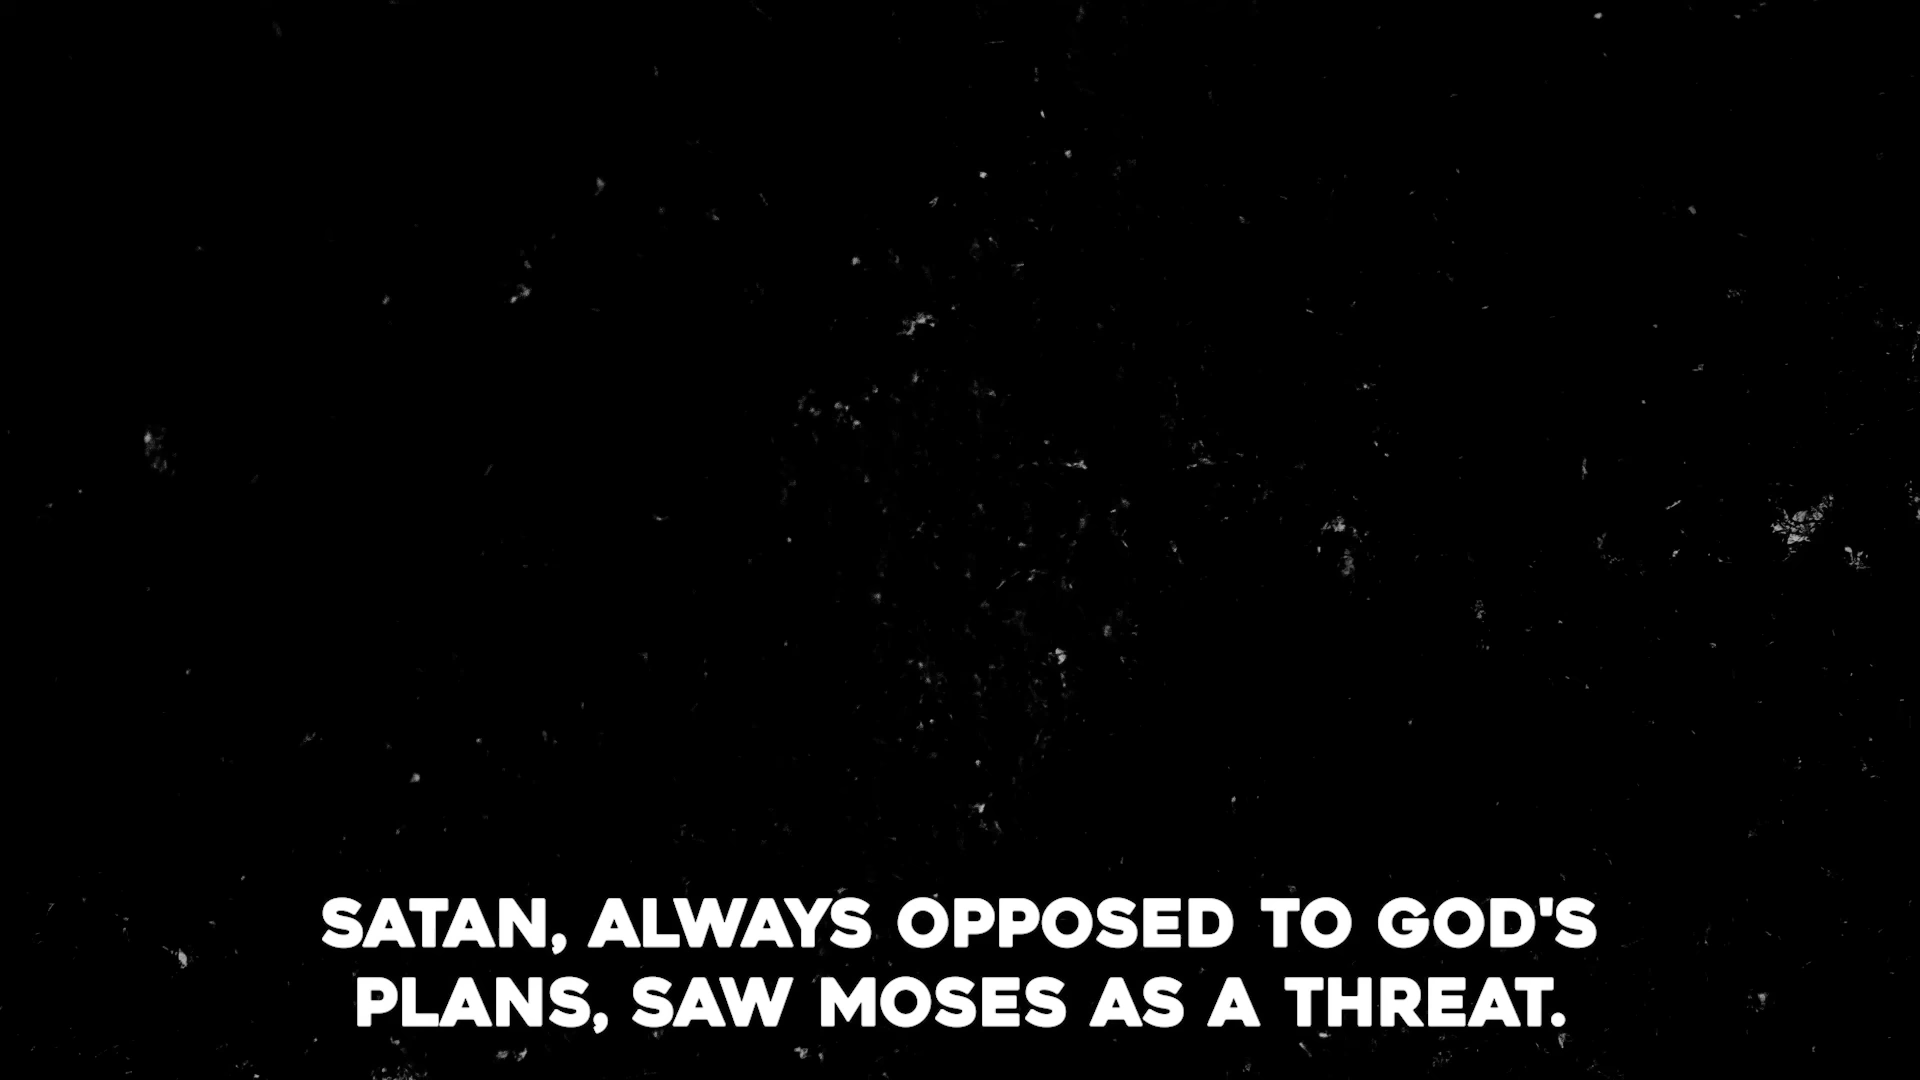 SATAN, ALWAYS OPPOSED TO GOD'S
PLANS, SAW MOSES AS A THREAT.